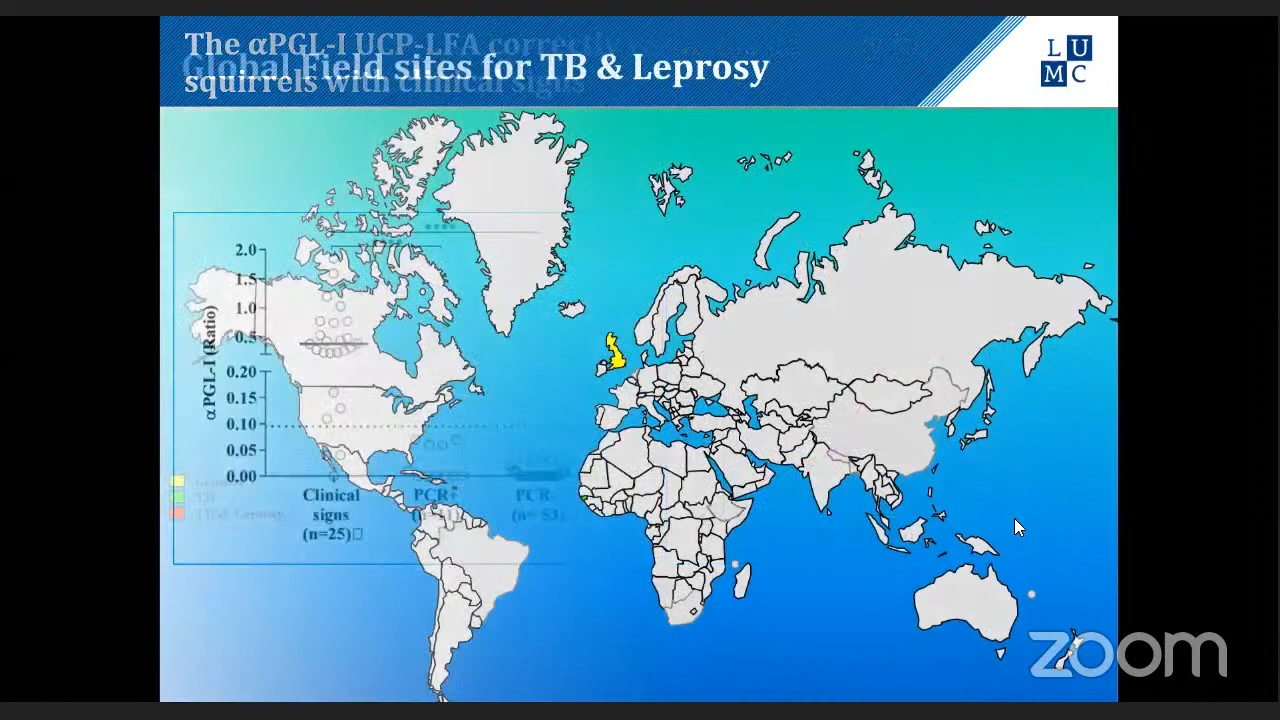 The αPGL-I UCP-LFA correctly
squirrels with clinical signs
Global Field sites for TB & Leprosy
L U
M C
αPGL-I (Ratio)
2.0
1.5
1.0
0.5
0.20
0.15
0.10
0.05
0.00
****
****
Clinical
signs
(n=25)
PCR+
PCR
(n= 53)
TB
TB & Leprosy
zoom